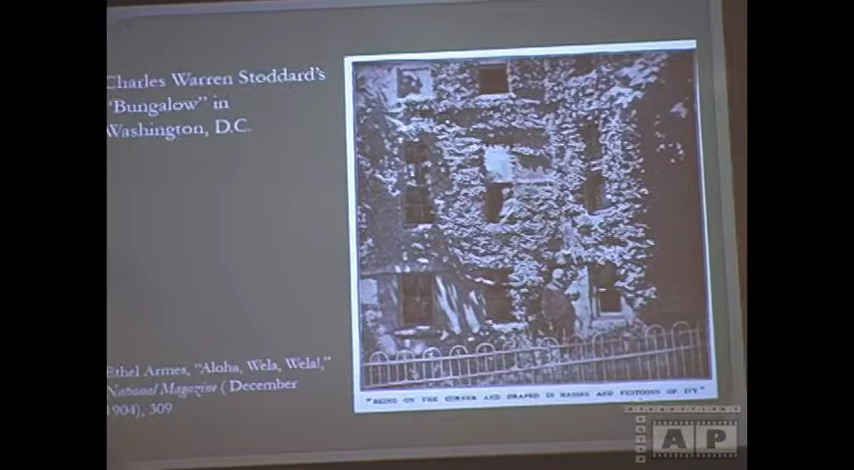 Charles Warren Stoddard's
"Bungalow" in
Washington, D.C.
Ethel Armes, "Aloha, Wela, Wela!,"
National Magazine ( December
1904), 309
"BEING ON THE CORNER AND DRAPED IN MASSES AND FESTOONS OF IVY"
PRODUCTIONS
AP